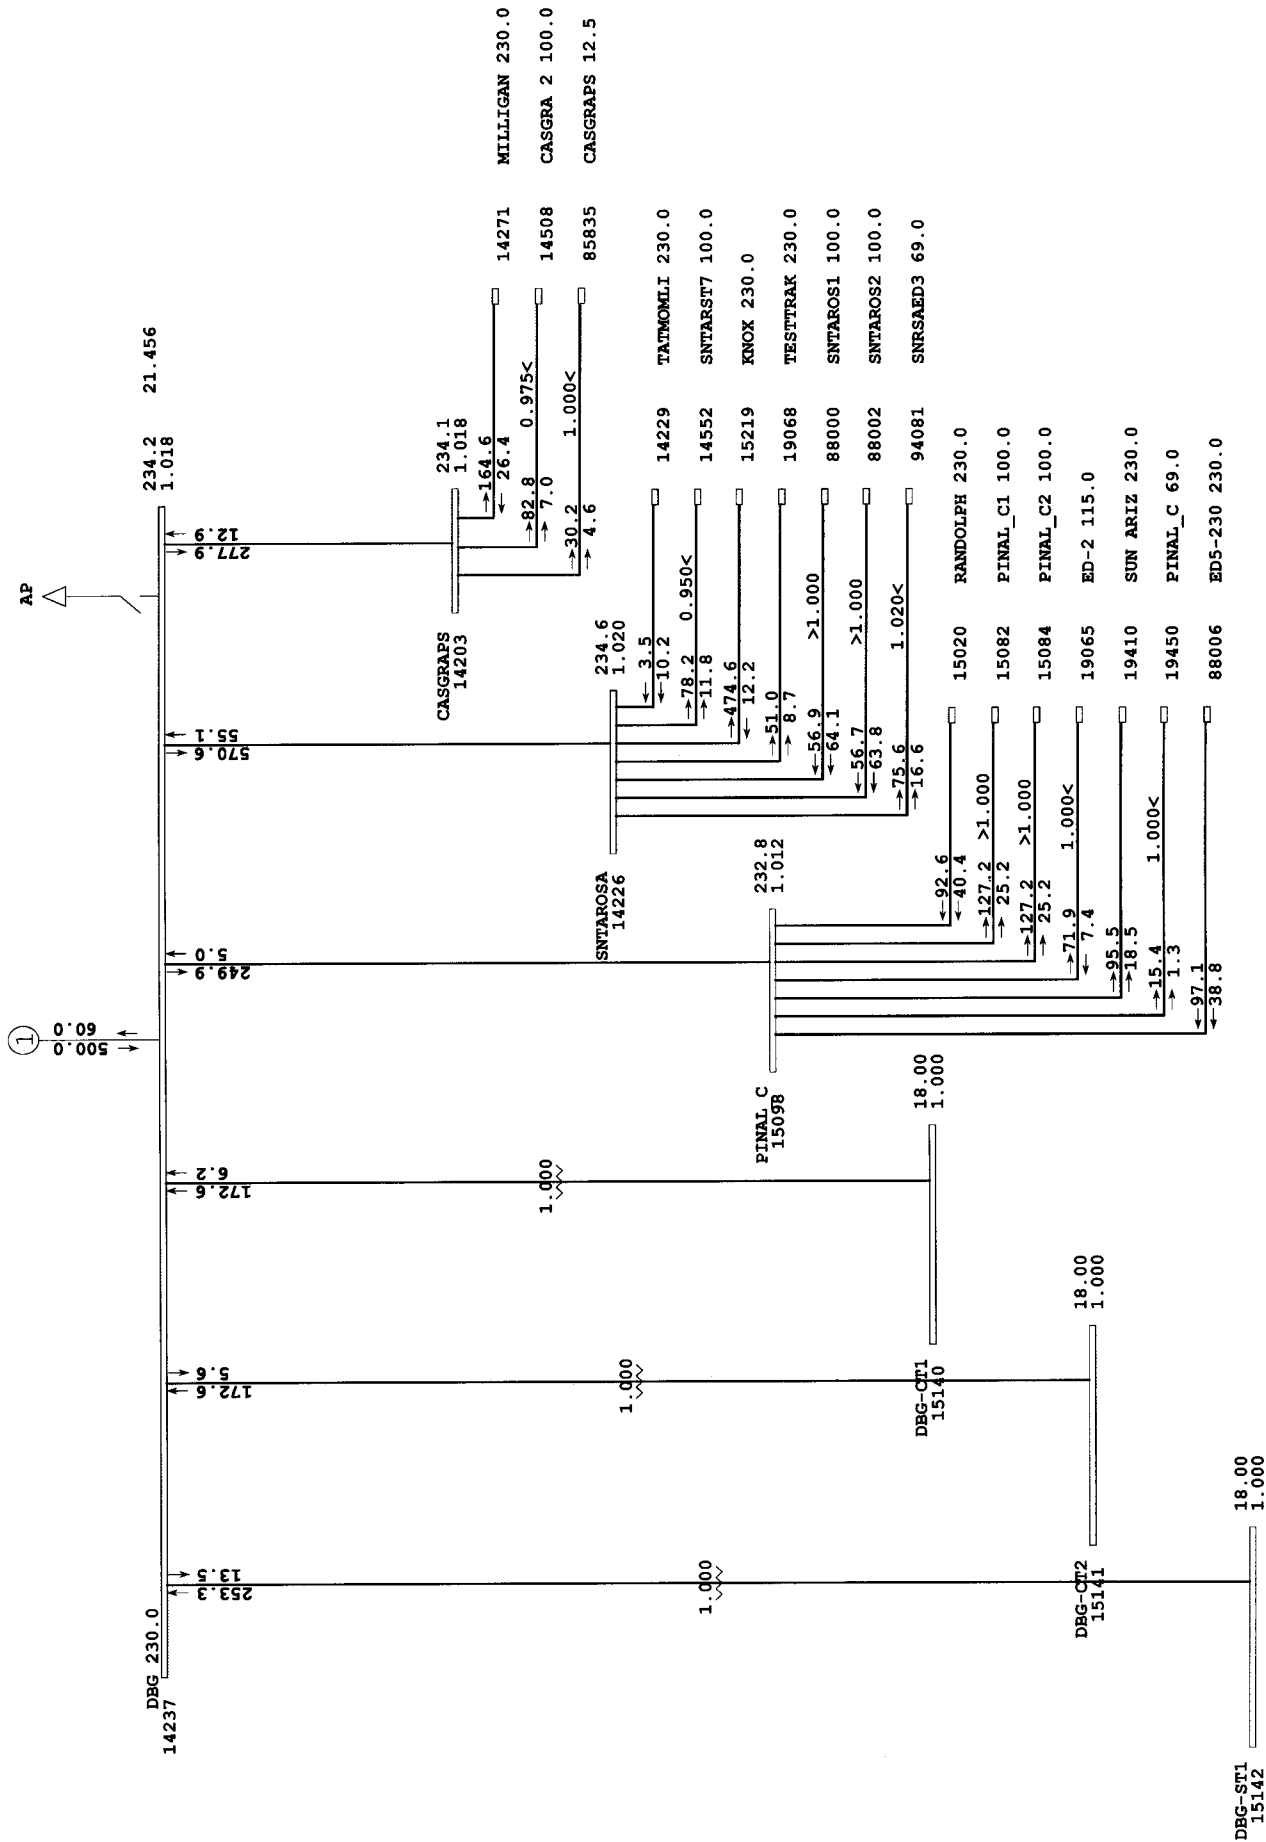 DBG 230.0
14237
253.3
13.5
172.6
5.6
172.6
6.2
1
500.0
60.0
249.9
5.0
570.6
55.1
AP
277.9
12.9
234.2
1.018
21.456
CASGRAPS
14203
234.1
1.018
164.6
26.4
14271 MILLIGAN 230.0
82.8 0.975<
7.0
14508 CASGRA 2 100.0
30.2 1.000<
4.6
85835 CASGRAPS 12.5
SNTAROSA
14226
234.6
1.020
3.5
10.2
14229 TATMOMLI 230.0
78.2 0.950<
11.8
14552 SNTARST7 100.0
474.6
12.2
15219 KNOX 230.0
51.0
8.7
19068 TESTTRAK 230.0
56.9 >1.000
64.1
88000 SNTAROS1 100.0
56.7 >1.000
63.8
88002 SNTAROS2 100.0
75.6 1.020<
16.6
94081 SNRSAED3 69.0
PINAL_C
15098
232.8
1.012
92.6
40.4
15020 RANDOLPH 230.0
127.2 >1.000
25.2
15082 PINAL_C1 100.0
127.2 >1.000
25.2
15084 PINAL_C2 100.0
71.9 1.000<
7.4
19065 ED-2 115.0
95.5
18.5
19410 SUN ARIZ 230.0
15.4 1.000<
1.3
19450 PINAL_C 69.0
97.1
38.8
88006 ED5-230 230.0
1.000
DBG-CT1
15140
18.00
1.000
1.000
DBG-CT2
15141
18.00
1.000
1.000
DBG-ST1
15142
18.00
1.000